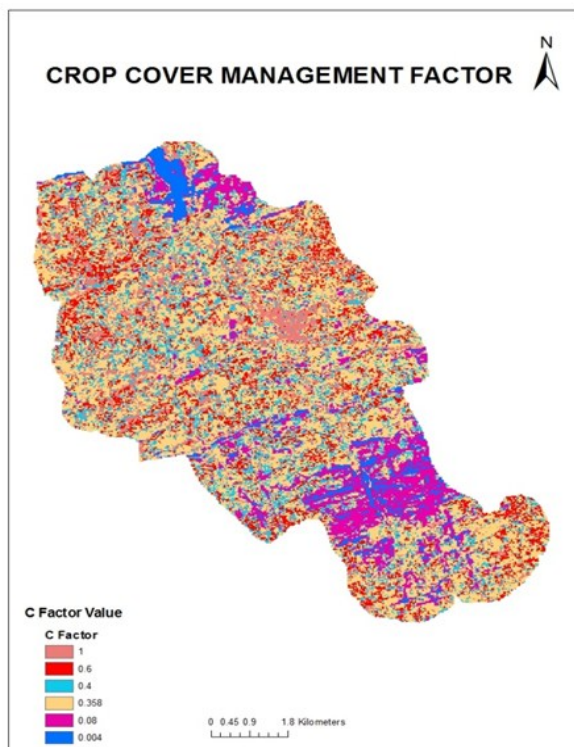 N
CROP COVER MANAGEMENT FACTOR
C Factor Value
C Factor
1
0.6
0.4
0.358
0.08
0.004
0 0.45 0.9 1.8 Kilometers